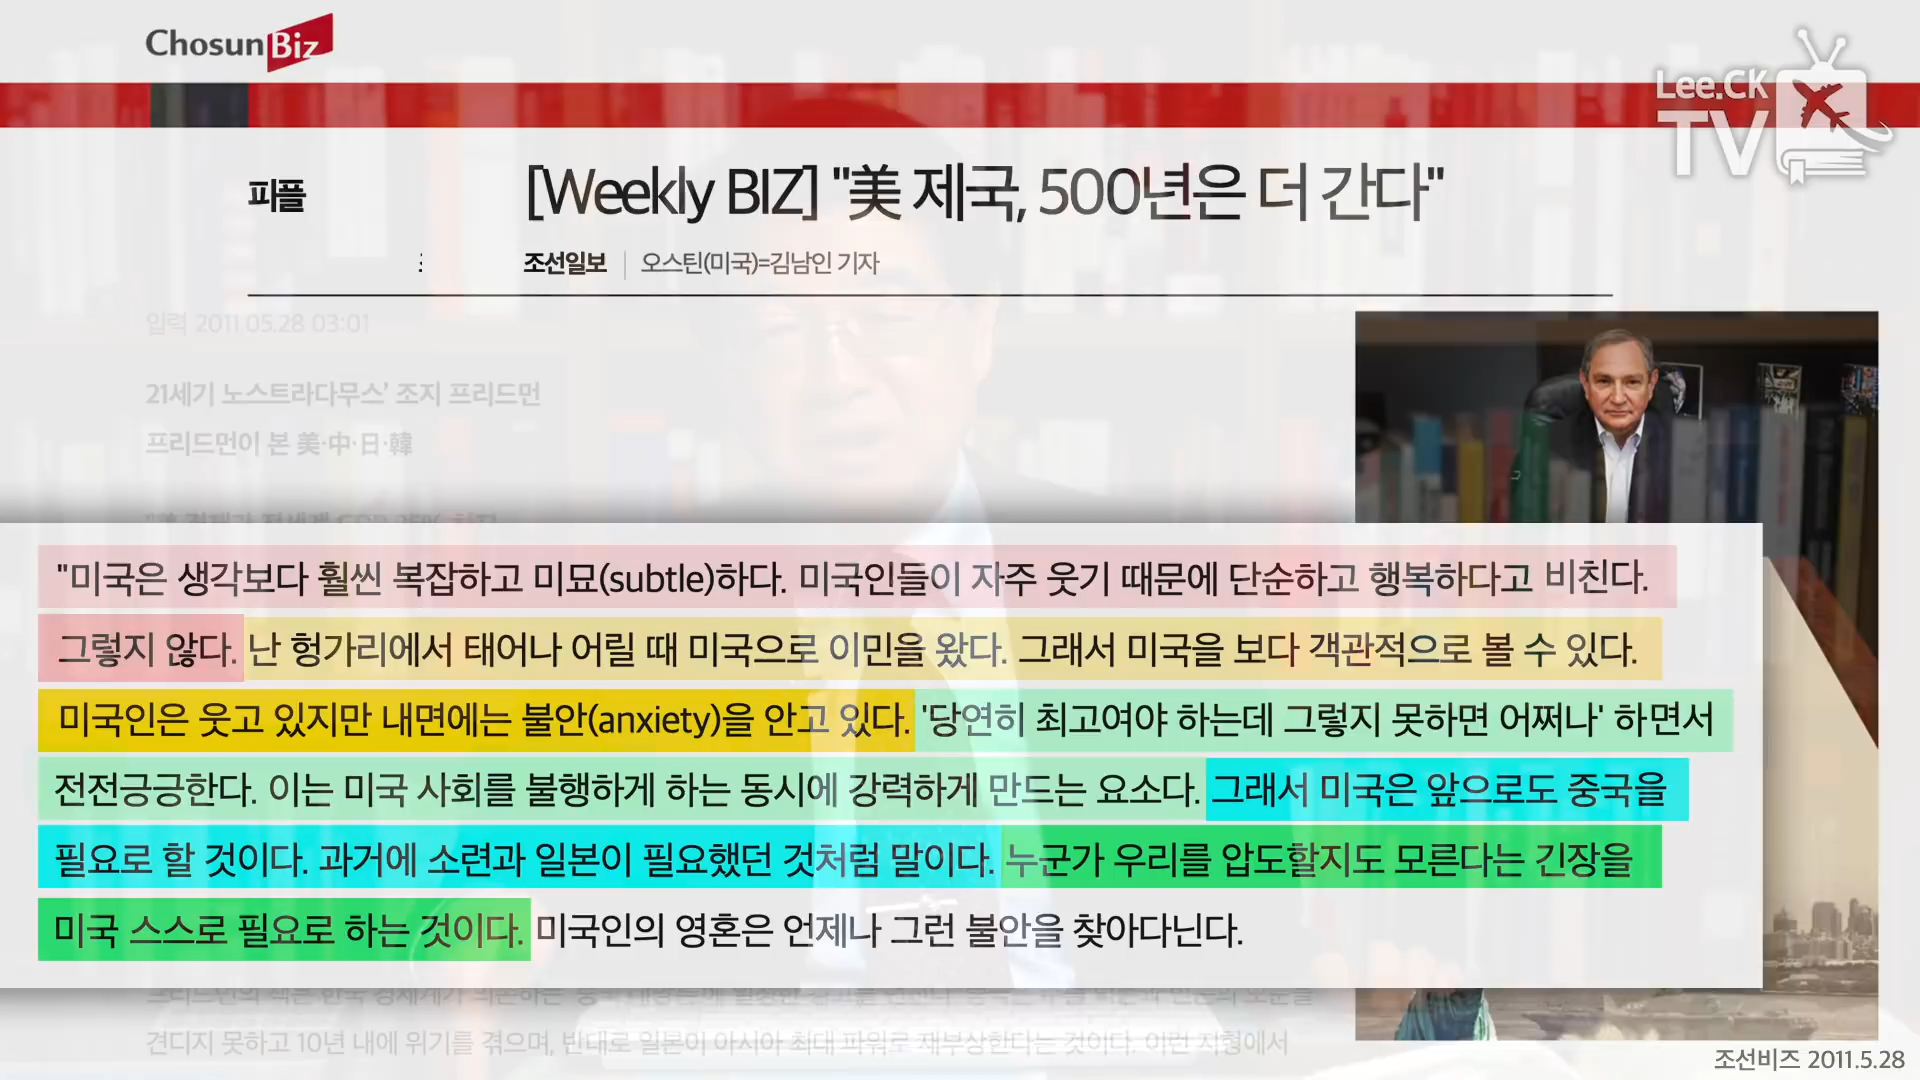 ChosunBiz
Lee.CK
TV
피플
[Weekly BIZ] "美 제국, 500년은 더 간다"
조선일보 | 오스틴(미국)=김남인 기자
입력 2011.05.28 03:01
21세기 노스트라다무스’ 조지 프리드먼
프리드먼이 본 美·中·日·韓
"미국은 생각보다 훨씬 복잡하고 미묘(subtle)하다. 미국인들이 자주 웃기 때문에 단순하고 행복하다고 비친다.
그렇지 않다. 난 헝가리에서 태어나 어릴 때 미국으로 이민을 왔다. 그래서 미국을 보다 객관적으로 볼 수 있다.
미국인은 웃고 있지만 내면에는 불안(anxiety)을 안고 있다. '당연히 최고여야 하는데 그렇지 못하면 어쩌나' 하면서
전전긍긍한다. 이는 미국 사회를 불행하게 하는 동시에 강력하게 만드는 요소다. 그래서 미국은 앞으로도 중국을
필요로 할 것이다. 과거에 소련과 일본이 필요했던 것처럼 말이다. 누군가 우리를 압도할지도 모른다는 긴장을
미국 스스로 필요로 하는 것이다. 미국인의 영혼은 언제나 그런 불안을 찾아다닌다.
견디지 못하고 10년 내에 위기를 겪으며, 반대로 일본이 아시아 최대 파워로 재부상한다는 것이다. 이런 지형에서
조선비즈 2011.5.28